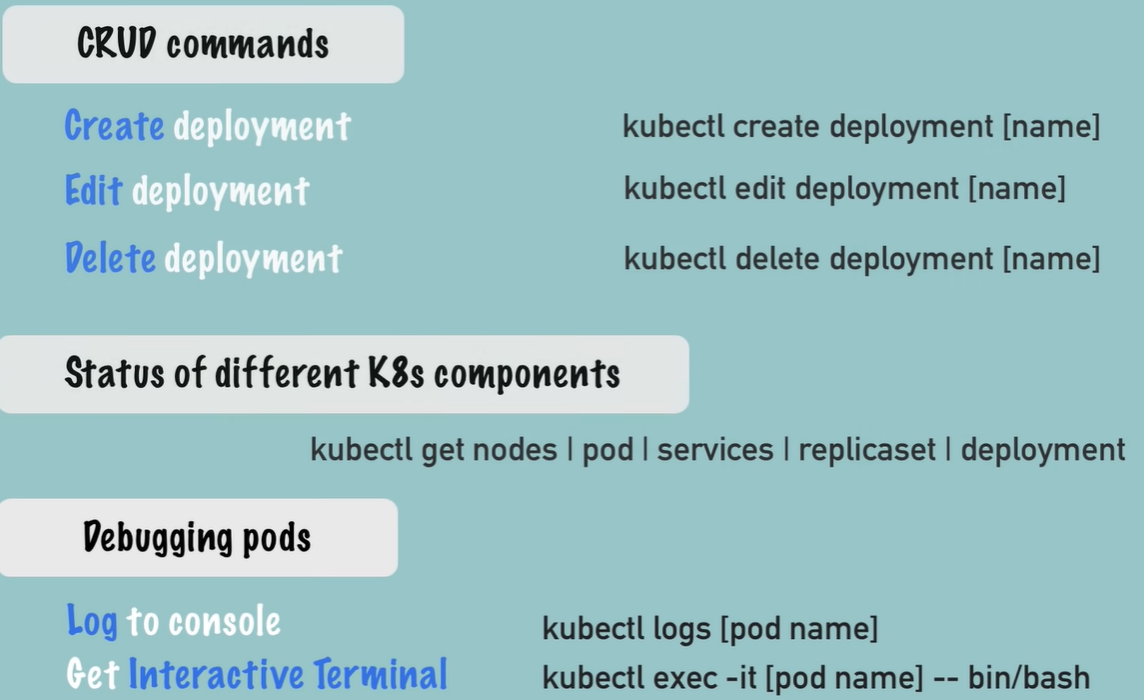 CRUD commands
Create deployment kubectl create deployment [name]
Edit deployment kubectl edit deployment [name]
Delete deployment kubectl delete deployment [name]
Status of different K8s components
kubectl get nodes | pod | services | replicaset | deployment
Debugging pods
Log to console kubectl logs [pod name]
Get Interactive Terminal kubectl exec -it [pod name] -- bin/bash